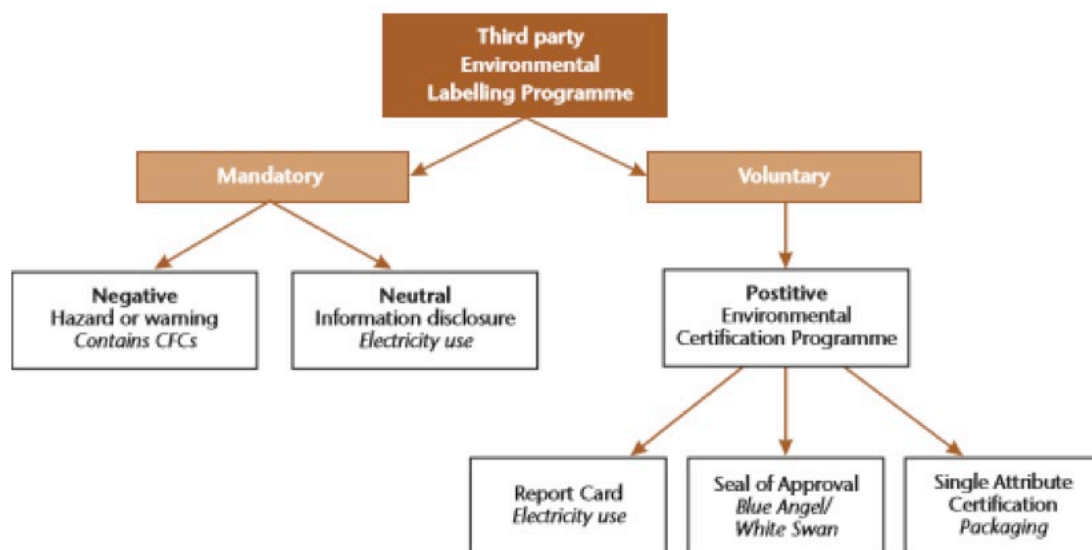 Third party
Environmental
Labelling Programme
Mandatory
Voluntary
Negative
Hazard or warning
Contains CFCs
Neutral
Information disclosure
Electricity use
Postitive
Environmental
Certification Programme
Report Card
Electricity use
Seal of Approval
Blue Angel/
White Swan
Single Attribute
Certification
Packaging